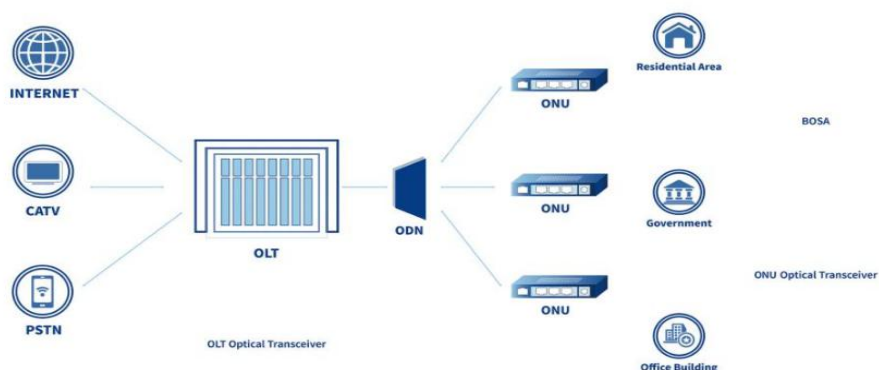 INTERNET
CATV
PSTN
OLT
OLT Optical Transceiver
ODN
ONU
ONU
ONU
Residential Area
Government
Office Building
BOSA
ONU Optical Transceiver